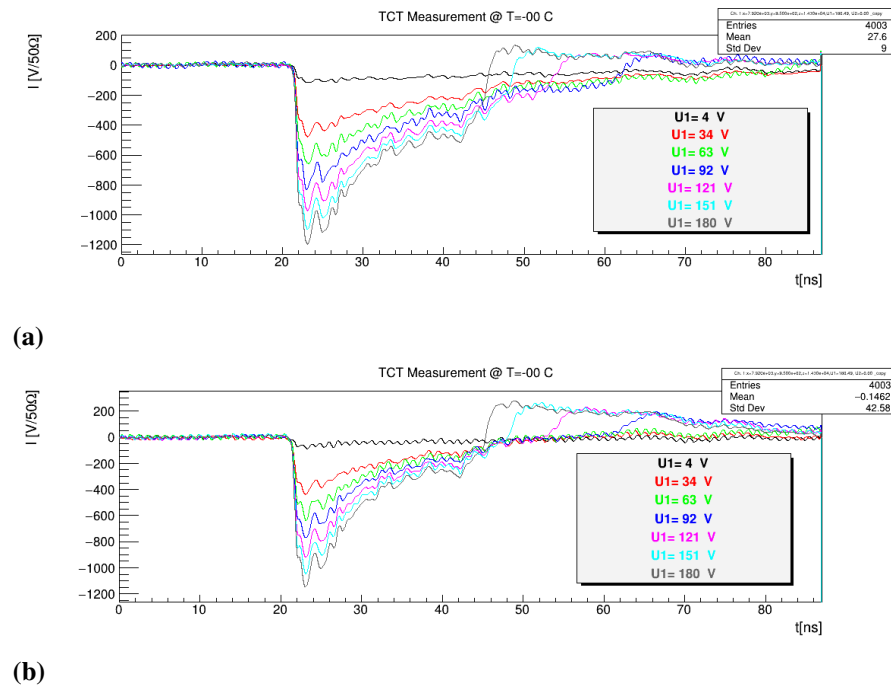 TCT Measurement @ T=-00 C
Entries 4003
Mean 27.6
Std Dev 9
I [V/50Ω]
200
0
−200
−400
−600
−800
−1000
−1200
U1= 4 V
U1= 34 V
U1= 63 V
U1= 92 V
U1= 121 V
U1= 151 V
U1= 180 V
0 10 20 30 40 50 60 70 80
t[ns]
(a)
TCT Measurement @ T=-00 C
Entries 4003
Mean −0.1462
Std Dev 42.58
I [V/50Ω]
200
0
−200
−400
−600
−800
−1000
−1200
U1= 4 V
U1= 34 V
U1= 63 V
U1= 92 V
U1= 121 V
U1= 151 V
U1= 180 V
0 10 20 30 40 50 60 70 80
t[ns]
(b)